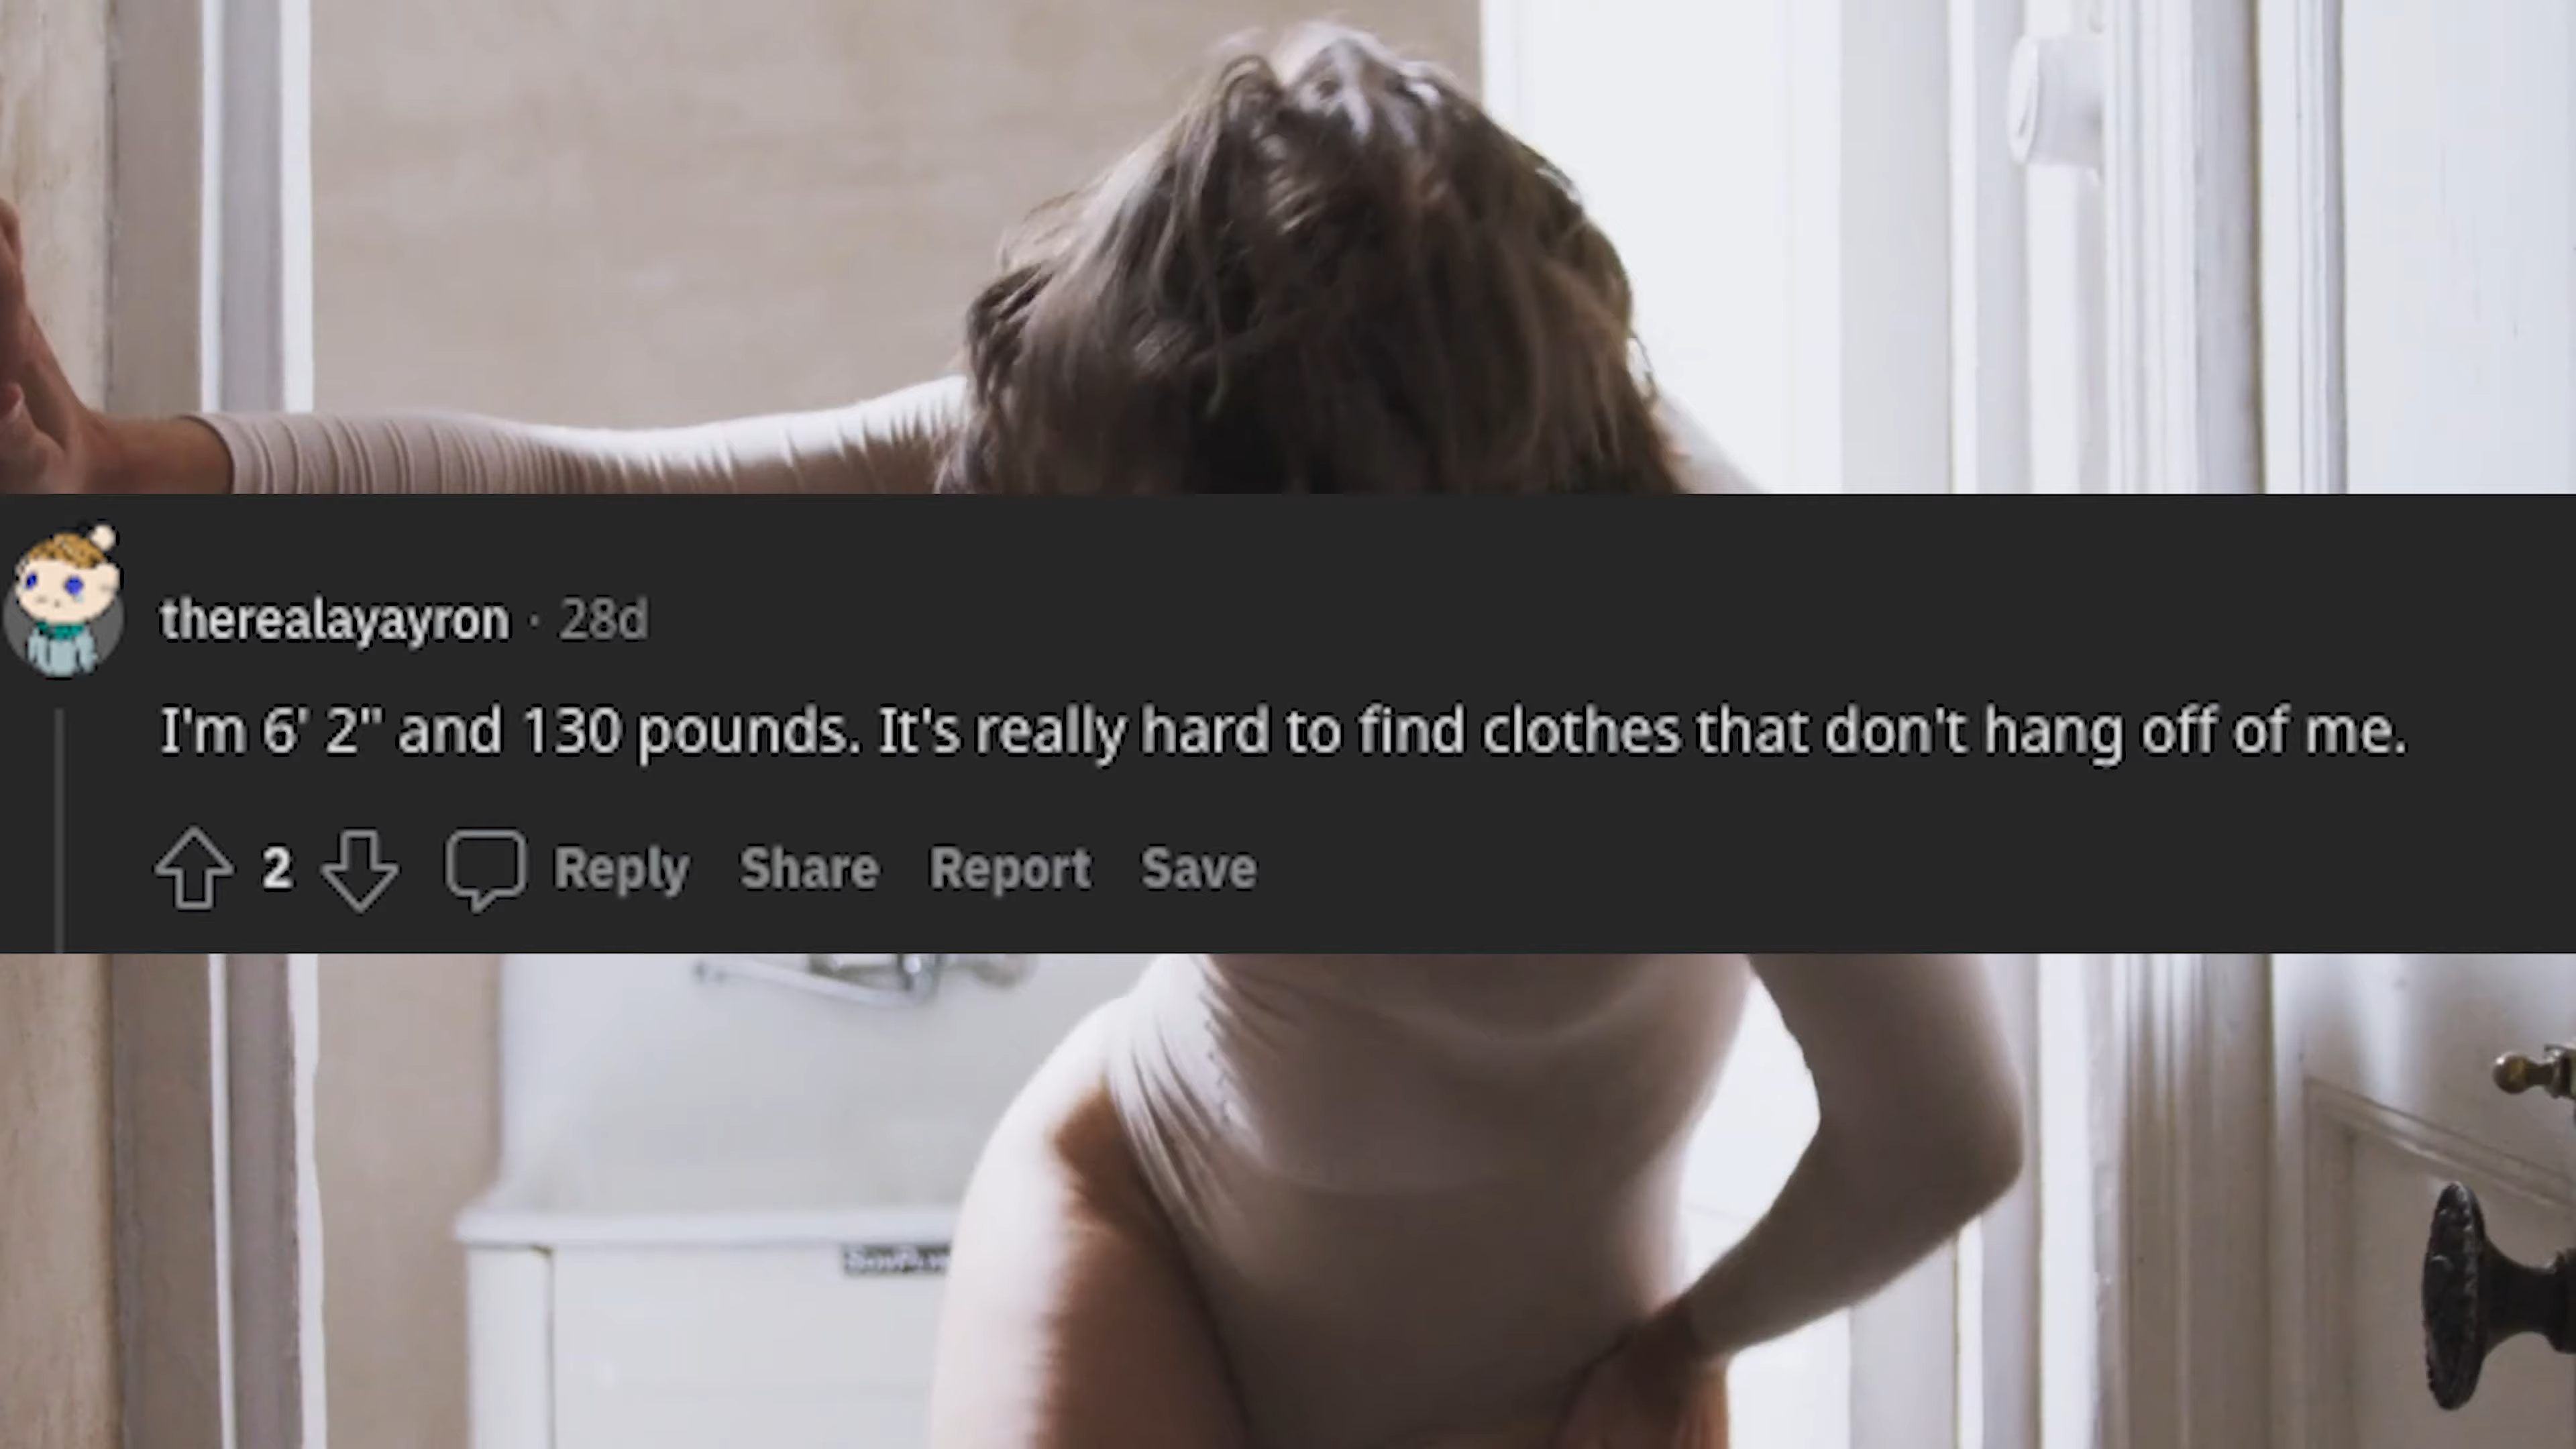 therealayayron · 28d
I'm 6' 2" and 130 pounds. It's really hard to find clothes that don't hang off of me.
2 Reply Share Report Save